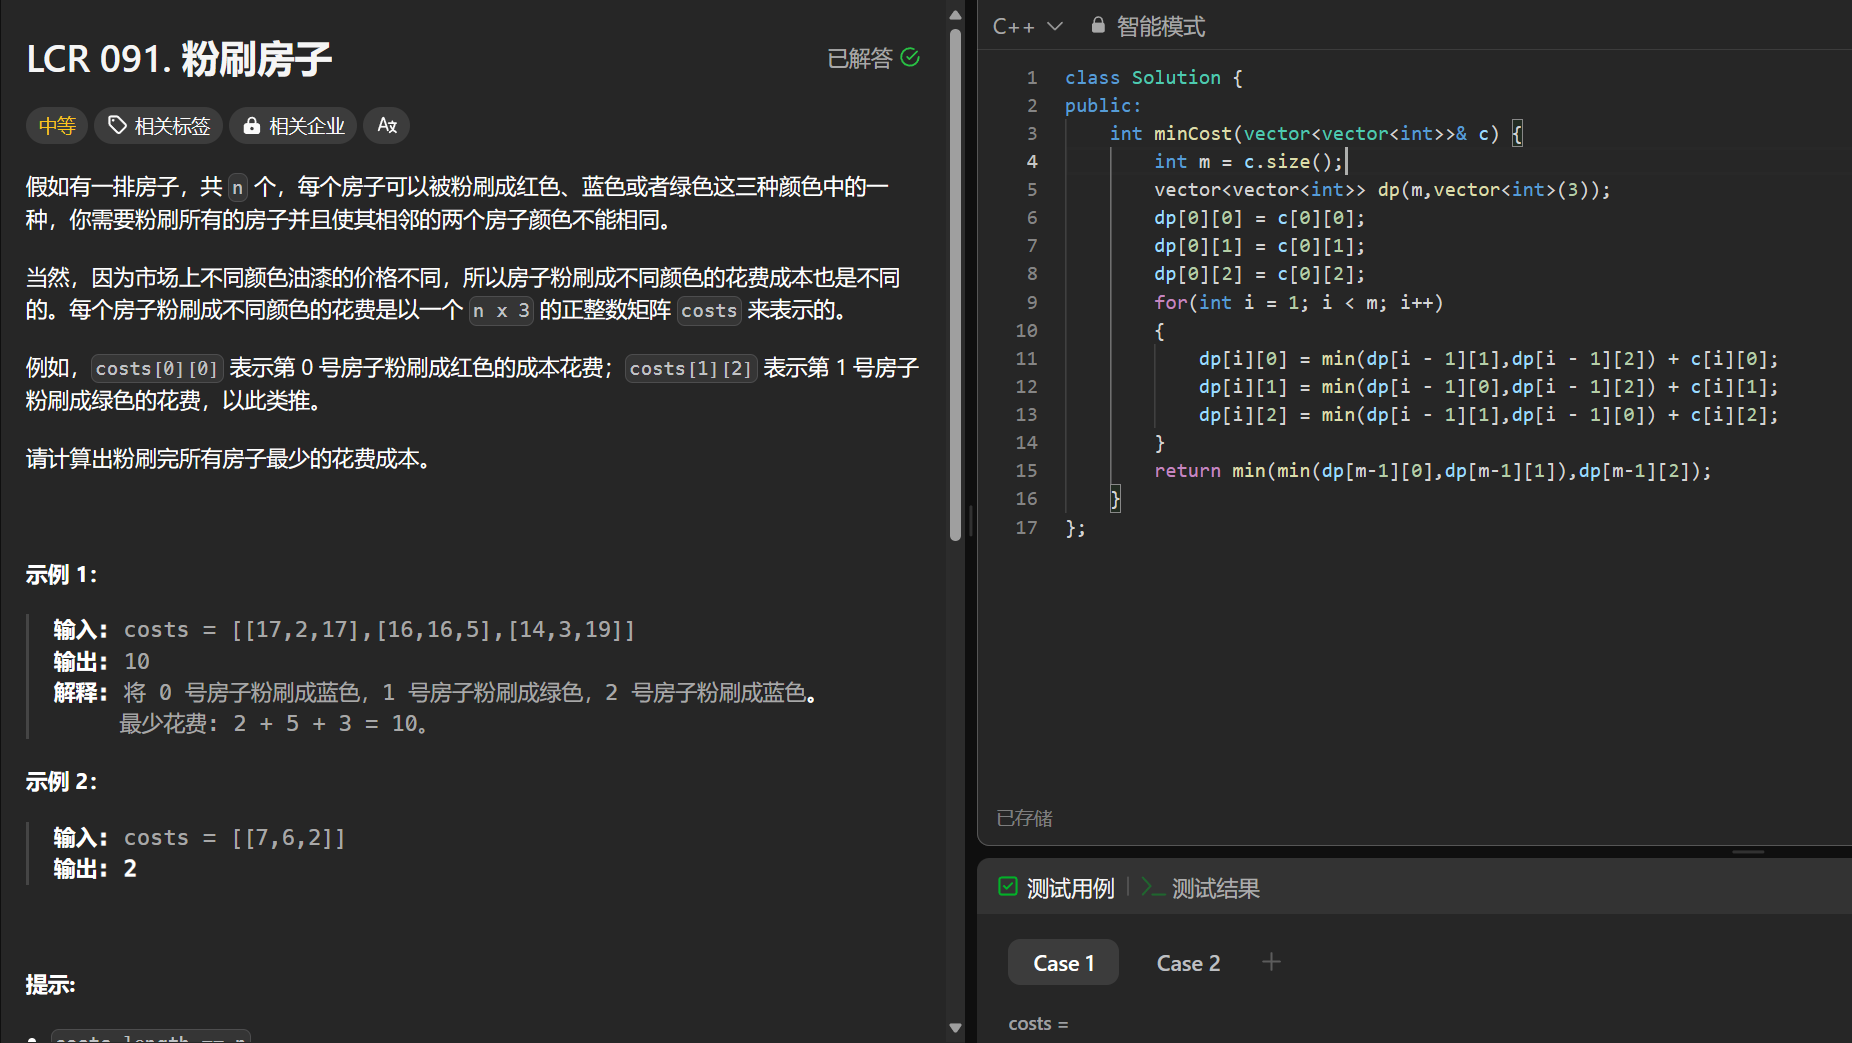 LCR 091. 粉刷房子
已解答
中等
相关标签
相关企业
假如有一排房子，共 n 个，每个房子可以被粉刷成红色、蓝色或者绿色这三种颜色中的一
种，你需要粉刷所有的房子并且使其相邻的两个房子颜色不能相同。
当然，因为市场上不同颜色油漆的价格不同，所以房子粉刷成不同颜色的花费成本也是不同
的。每个房子粉刷成不同颜色的花费是以一个 n x 3 的正整数矩阵 costs 来表示的。
例如，costs[0][0] 表示第 0 号房子粉刷成红色的成本花费；costs[1][2] 表示第 1 号房子
粉刷成绿色的花费，以此类推。
请计算出粉刷完所有房子最少的花费成本。
示例 1：
输入：costs = [[17,2,17],[16,16,5],[14,3,19]]
输出：10
解释：将 0 号房子粉刷成蓝色，1 号房子粉刷成绿色，2 号房子粉刷成蓝色。
最少花费: 2 + 5 + 3 = 10。
示例 2：
输入：costs = [[7,6,2]]
输出：2
提示:
costs.length == n
C++
智能模式
1 class Solution {
2 public:
3 int minCost(vector<vector<int>>& c) {
4 int m = c.size();
5 vector<vector<int>> dp(m,vector<int>(3));
6 dp[0][0] = c[0][0];
7 dp[0][1] = c[0][1];
8 dp[0][2] = c[0][2];
9 for(int i = 1; i < m; i++)
10 {
11 dp[i][0] = min(dp[i - 1][1],dp[i - 1][2]) + c[i][0];
12 dp[i][1] = min(dp[i - 1][0],dp[i - 1][2]) + c[i][1];
13 dp[i][2] = min(dp[i - 1][1],dp[i - 1][0]) + c[i][2];
14 }
15 return min(min(dp[m-1][0],dp[m-1][1]),dp[m-1][2]);
16 }
17 };
已存储
测试用例
测试结果
Case 1
Case 2
costs =